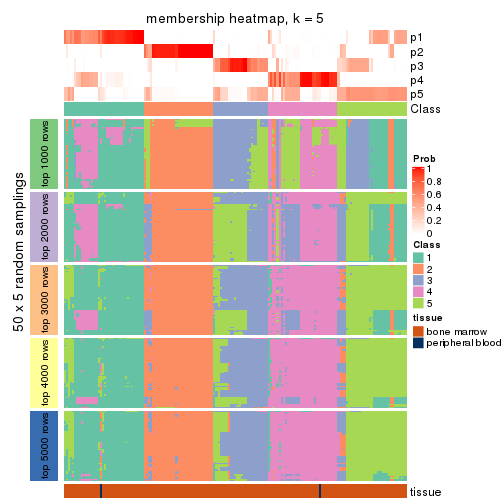 membership heatmap, k = 5
p1
p2
p3
p4
p5
Class
50 x 5 random samplings
top 1000 rows
top 2000 rows
top 3000 rows
top 4000 rows
top 5000 rows
Prob
1
0.8
0.6
0.4
0.2
0
Class
1
2
3
4
5
tissue
bone marrow
peripheral blood
tissue